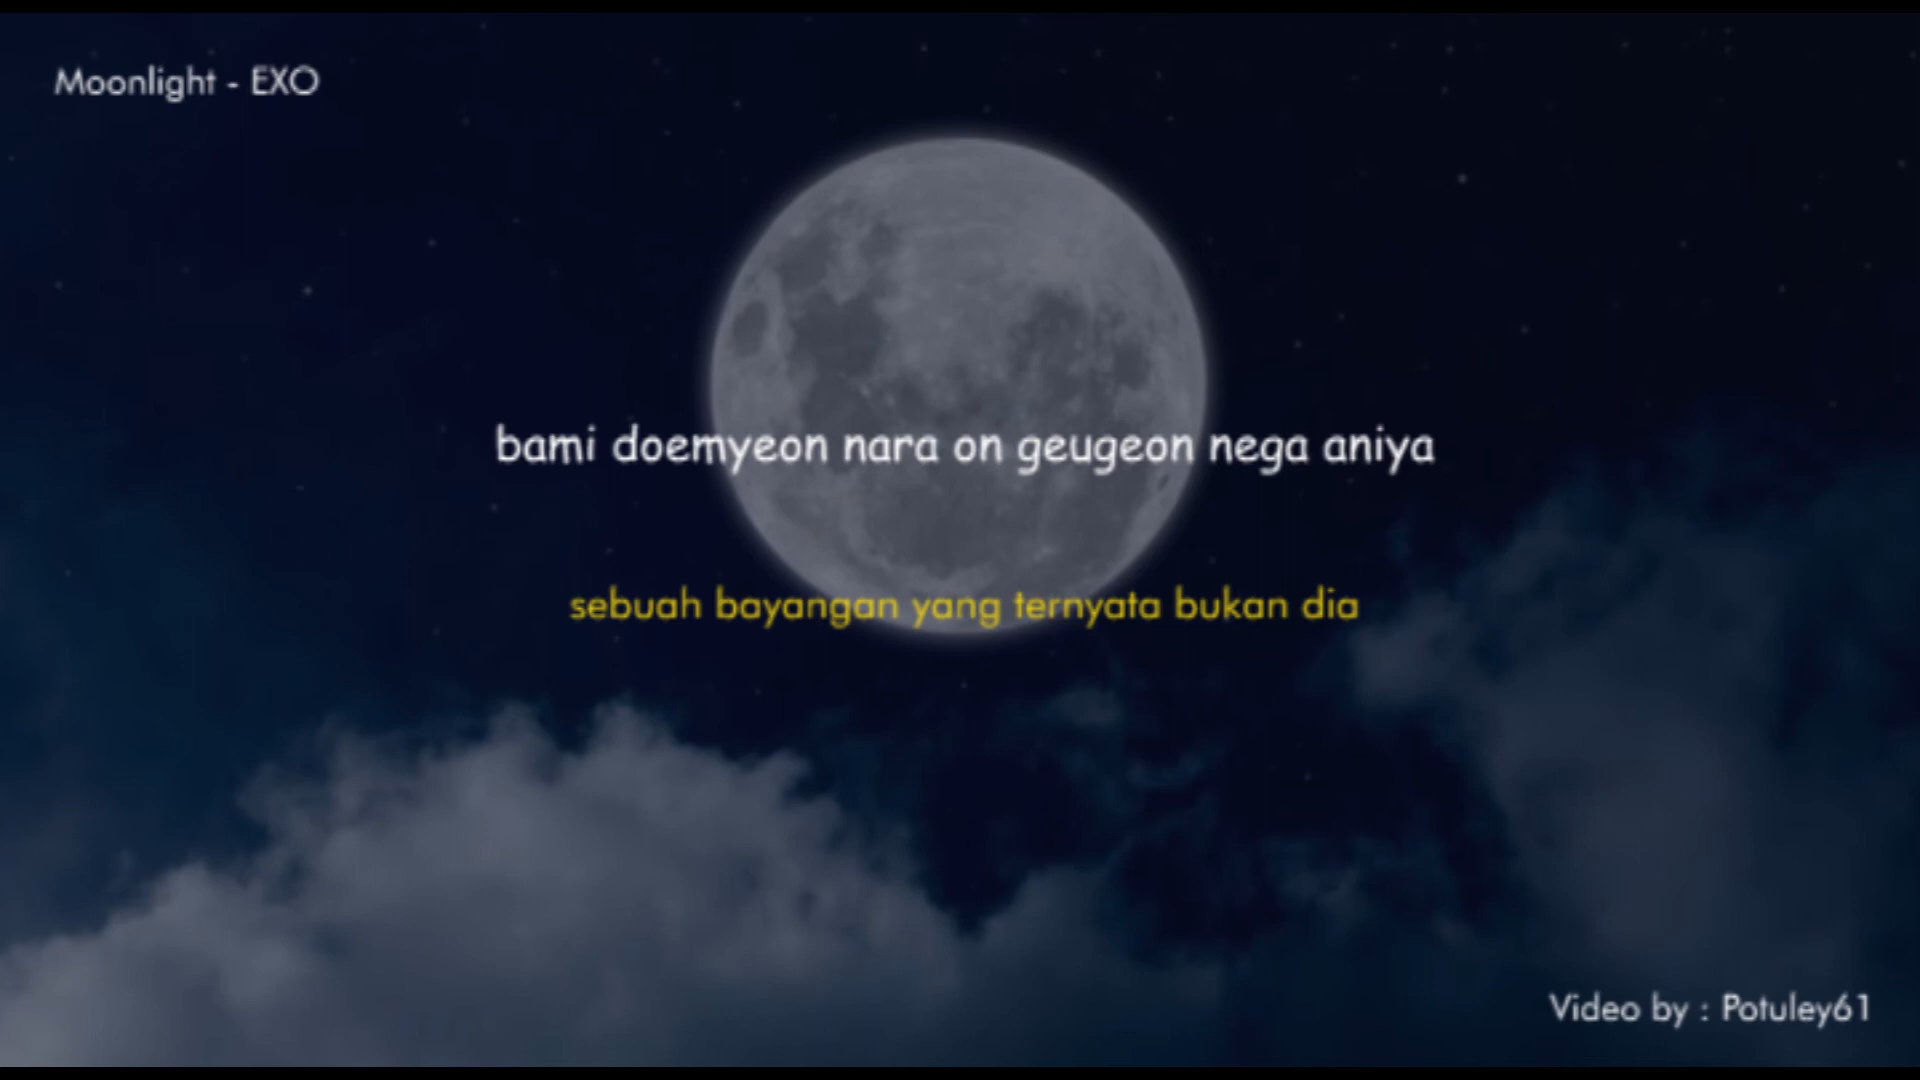 Moonlight - EXO
bami doemyeon nara on geugeon nega aniya
sebuah bayangan yang ternyata bukan dia
Video by : Potuley61